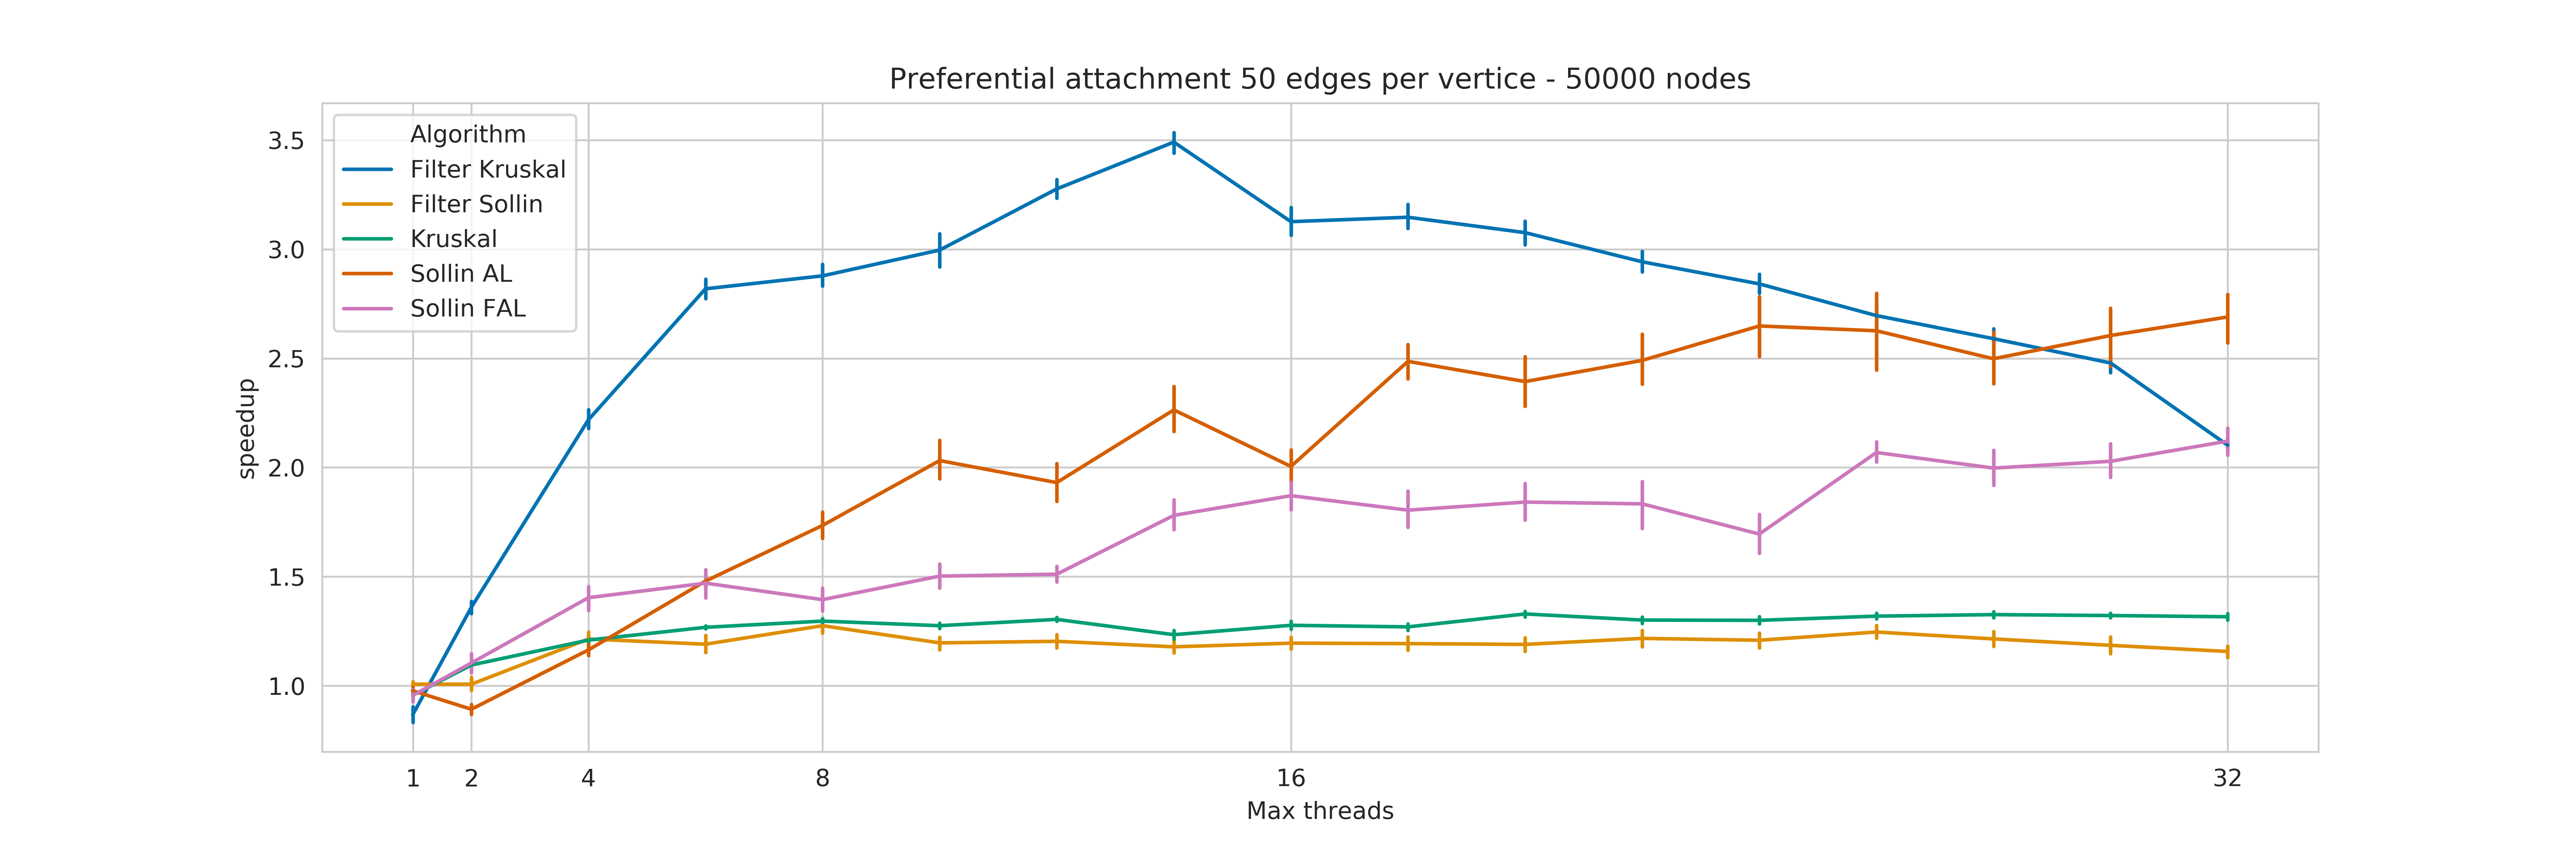 Preferential attachment 50 edges per vertice - 50000 nodes
Algorithm
Filter Kruskal
Filter Sollin
Kruskal
Sollin AL
Sollin FAL
3.5
3.0
2.5
2.0
1.5
1.0
speedup
1 2 4 8 16 32
Max threads